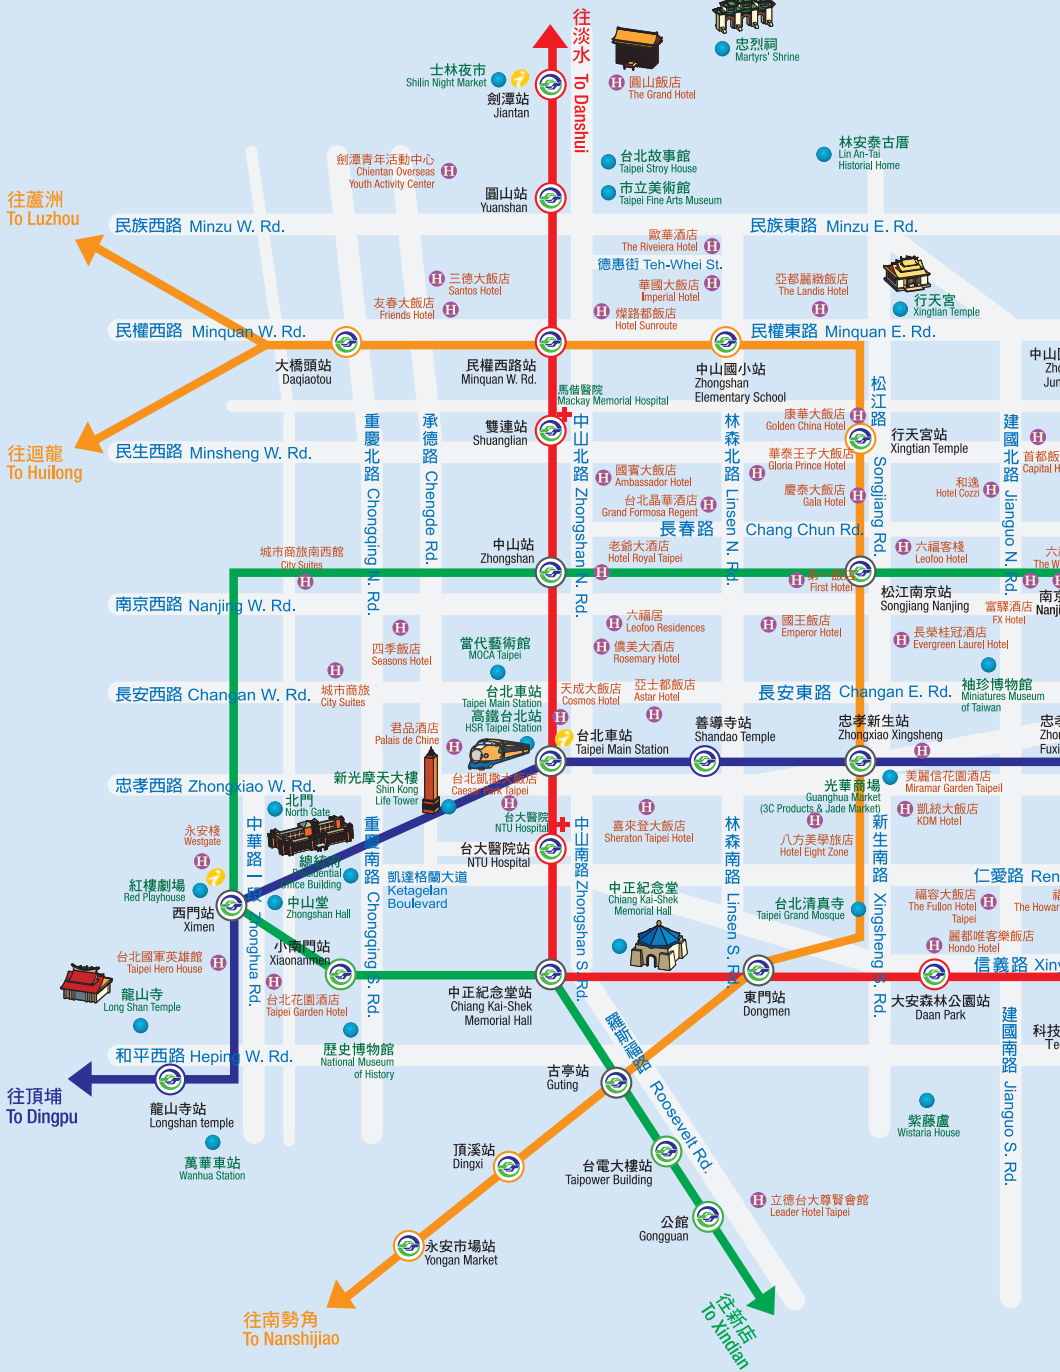 往淡水 To Danshui
忠烈祠
Martyrs' Shrine
士林夜市
Shilin Night Market
劍潭站
Jiantan
圓山飯店
The Grand Hotel
林安泰古厝
Lin An-Tai
Historial Home
劍潭青年活動中心
Chientan Overseas
Youth Activity Center
台北故事館
Taipei Stroy House
市立美術館
Taipei Fine Arts Museum
圓山站
Yuanshan
往蘆洲
To Luzhou
民族西路 Minzu W. Rd.
民族東路 Minzu E. Rd.
歐華酒店
The Riveiera Hotel
德惠街 Teh-Whei St.
三德大飯店
Santos Hotel
友春大飯店
Friends Hotel
華國大飯店
Imperial Hotel
燦路都飯店
Hotel Sunroute
亞都麗緻飯店
The Landis Hotel
行天宮
Xingtian Temple
民權西路 Minquan W. Rd.
民權東路 Minquan E. Rd.
大橋頭站
Daqiaotou
民權西路站
Minquan W. Rd.
中山國小站
Zhongshan
Elementary School
馬偕醫院
Mackay Memorial Hospital
雙連站
Shuanglian
康華大飯店
Golden China Hotel
行天宮站
Xingtian Temple
往迴龍
To Huilong
民生西路 Minsheng W. Rd.
重慶北路 Chongqing N. Rd.
承德路 Chengde Rd.
中山北路 Zhongshan N. Rd.
林森北路 Linsen N. Rd.
松江路 Songjiang Rd.
建國北路 Jianguo N. Rd.
國賓大飯店
Ambassador Hotel
華泰王子大飯店
Gloria Prince Hotel
慶泰大飯店
Gala Hotel
和逸
Hotel Cozzi
台北晶華酒店
Grand Formosa Regent
長春路 Chang Chun Rd.
中山站
Zhongshan
老爺大酒店
Hotel Royal Taipei
城市商旅南西館
City Suites
六福客棧
Leofoo Hotel
第一飯店
First Hotel
松江南京站
Songjiang Nanjing
南京西路 Nanjing W. Rd.
六福居
Leofoo Residences
國王飯店
Emperor Hotel
富驛酒店
FX Hotel
長榮桂冠酒店
Evergreen Laurel Hotel
四季飯店
Seasons Hotel
當代藝術館
MOCA Taipei
儂美大酒店
Rosemary Hotel
長安西路 Changan W. Rd.
城市商旅
City Suites
台北車站
Taipei Main Station
高鐵台北站
HSR Taipei Station
天成大飯店
Cosmos Hotel
亞士都飯店
Astar Hotel
長安東路 Changan E. Rd.
袖珍博物館
Miniatures Museum
of Taiwan
君品酒店
Palais de Chine
台北車站
Taipei Main Station
善導寺站
Shandao Temple
忠孝新生站
Zhongxiao Xingsheng
忠孝西路 Zhongxiao W. Rd.
新光摩天大樓
Shin Kong
Life Tower
台北凱撒大飯店
Caesar Park Taipei
光華商場
Guanghua Market
(3C Products & Jade Market)
美麗信花園酒店
Miramar Garden Taipei
凱統大飯店
KDM Hotel
北門
North Gate
台大醫院
NTU Hospital
喜來登大飯店
Sheraton Taipei Hotel
八方美學旅店
Hotel Eight Zone
永安棧
Westgate
台大醫院站
NTU Hospital
總統府
Presidential
Office Building
凱達格蘭大道
Ketagelan
Boulevard
紅樓劇場
Red Playhouse
西門站
Ximen
中山堂
Zhongshan Hall
中正紀念堂
Chiang Kai-Shek
Memorial Hall
台北清真寺
Taipei Grand Mosque
仁愛路 Ren
福容大飯店
The Fullon Hotel
Taipei
麗都唯客樂飯店
Hondo Hotel
中華路一段 Zhonghua Rd.
重慶南路 Chongqing S. Rd.
中山南路 Zhongshan S. Rd.
林森南路 Linsen S. Rd.
新生南路 Xingsheng S. Rd.
小南門站
Xiaonanmen
台北國軍英雄館
Taipei Hero House
台北花園酒店
Taipei Garden Hotel
信義路 Xiny
中正紀念堂站
Chiang Kai-Shek
Memorial Hall
東門站
Dongmen
大安森林公園站
Daan Park
龍山寺
Long Shan Temple
歷史博物館
National Museum
of History
和平西路 Heping W. Rd.
羅斯福路 Roosevelt Rd.
建國南路 Jianguo S. Rd.
往頂埔
To Dingpu
龍山寺站
Longshan temple
萬華車站
Wanhua Station
古亭站
Guting
紫藤盧
Wistaria House
頂溪站
Dingxi
台電大樓站
Taipower Building
立德台大尊賢會館
Leader Hotel Taipei
公館
Gongguan
永安市場站
Yongan Market
往南勢角
To Nanshijiao
往新店
To Xindian